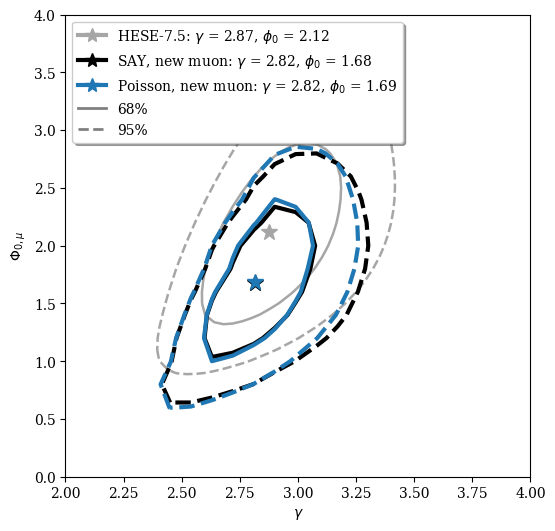 4.0
HESE-7.5: γ = 2.87, ϕ₀ = 2.12
SAY, new muon: γ = 2.82, ϕ₀ = 1.68
Poisson, new muon: γ = 2.82, ϕ₀ = 1.69
68%
95%
3.5
3.0
2.5
2.0
1.5
1.0
0.5
0.0
Φ₀,μ
2.00 2.25 2.50 2.75 3.00 3.25 3.50 3.75 4.00
γ